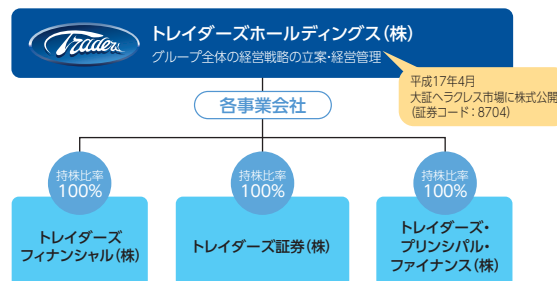 Traders
トレイダーズホールディングス(株)
グループ全体の経営戦略の立案・経営管理
平成17年4月
大証ヘラクレス市場に株式公開
(証券コード:8704)
各事業会社
持株比率
100%
トレイダーズ
フィナンシャル(株)
持株比率
100%
トレイダーズ証券(株)
持株比率
100%
トレイダーズ・
プリンシパル・
ファイナンス(株)